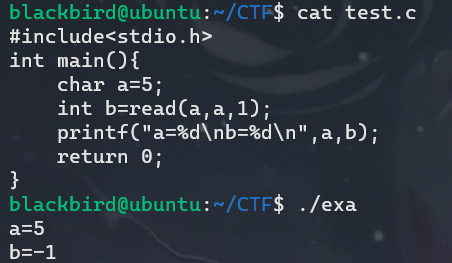 blackbird@ubuntu:~/CTF$ cat test.c
#include<stdio.h>
int main(){
    char a=5;
    int b=read(a,a,1);
    printf("a=%d\nb=%d\n",a,b);
    return 0;
}
blackbird@ubuntu:~/CTF$ ./exa
a=5
b=-1